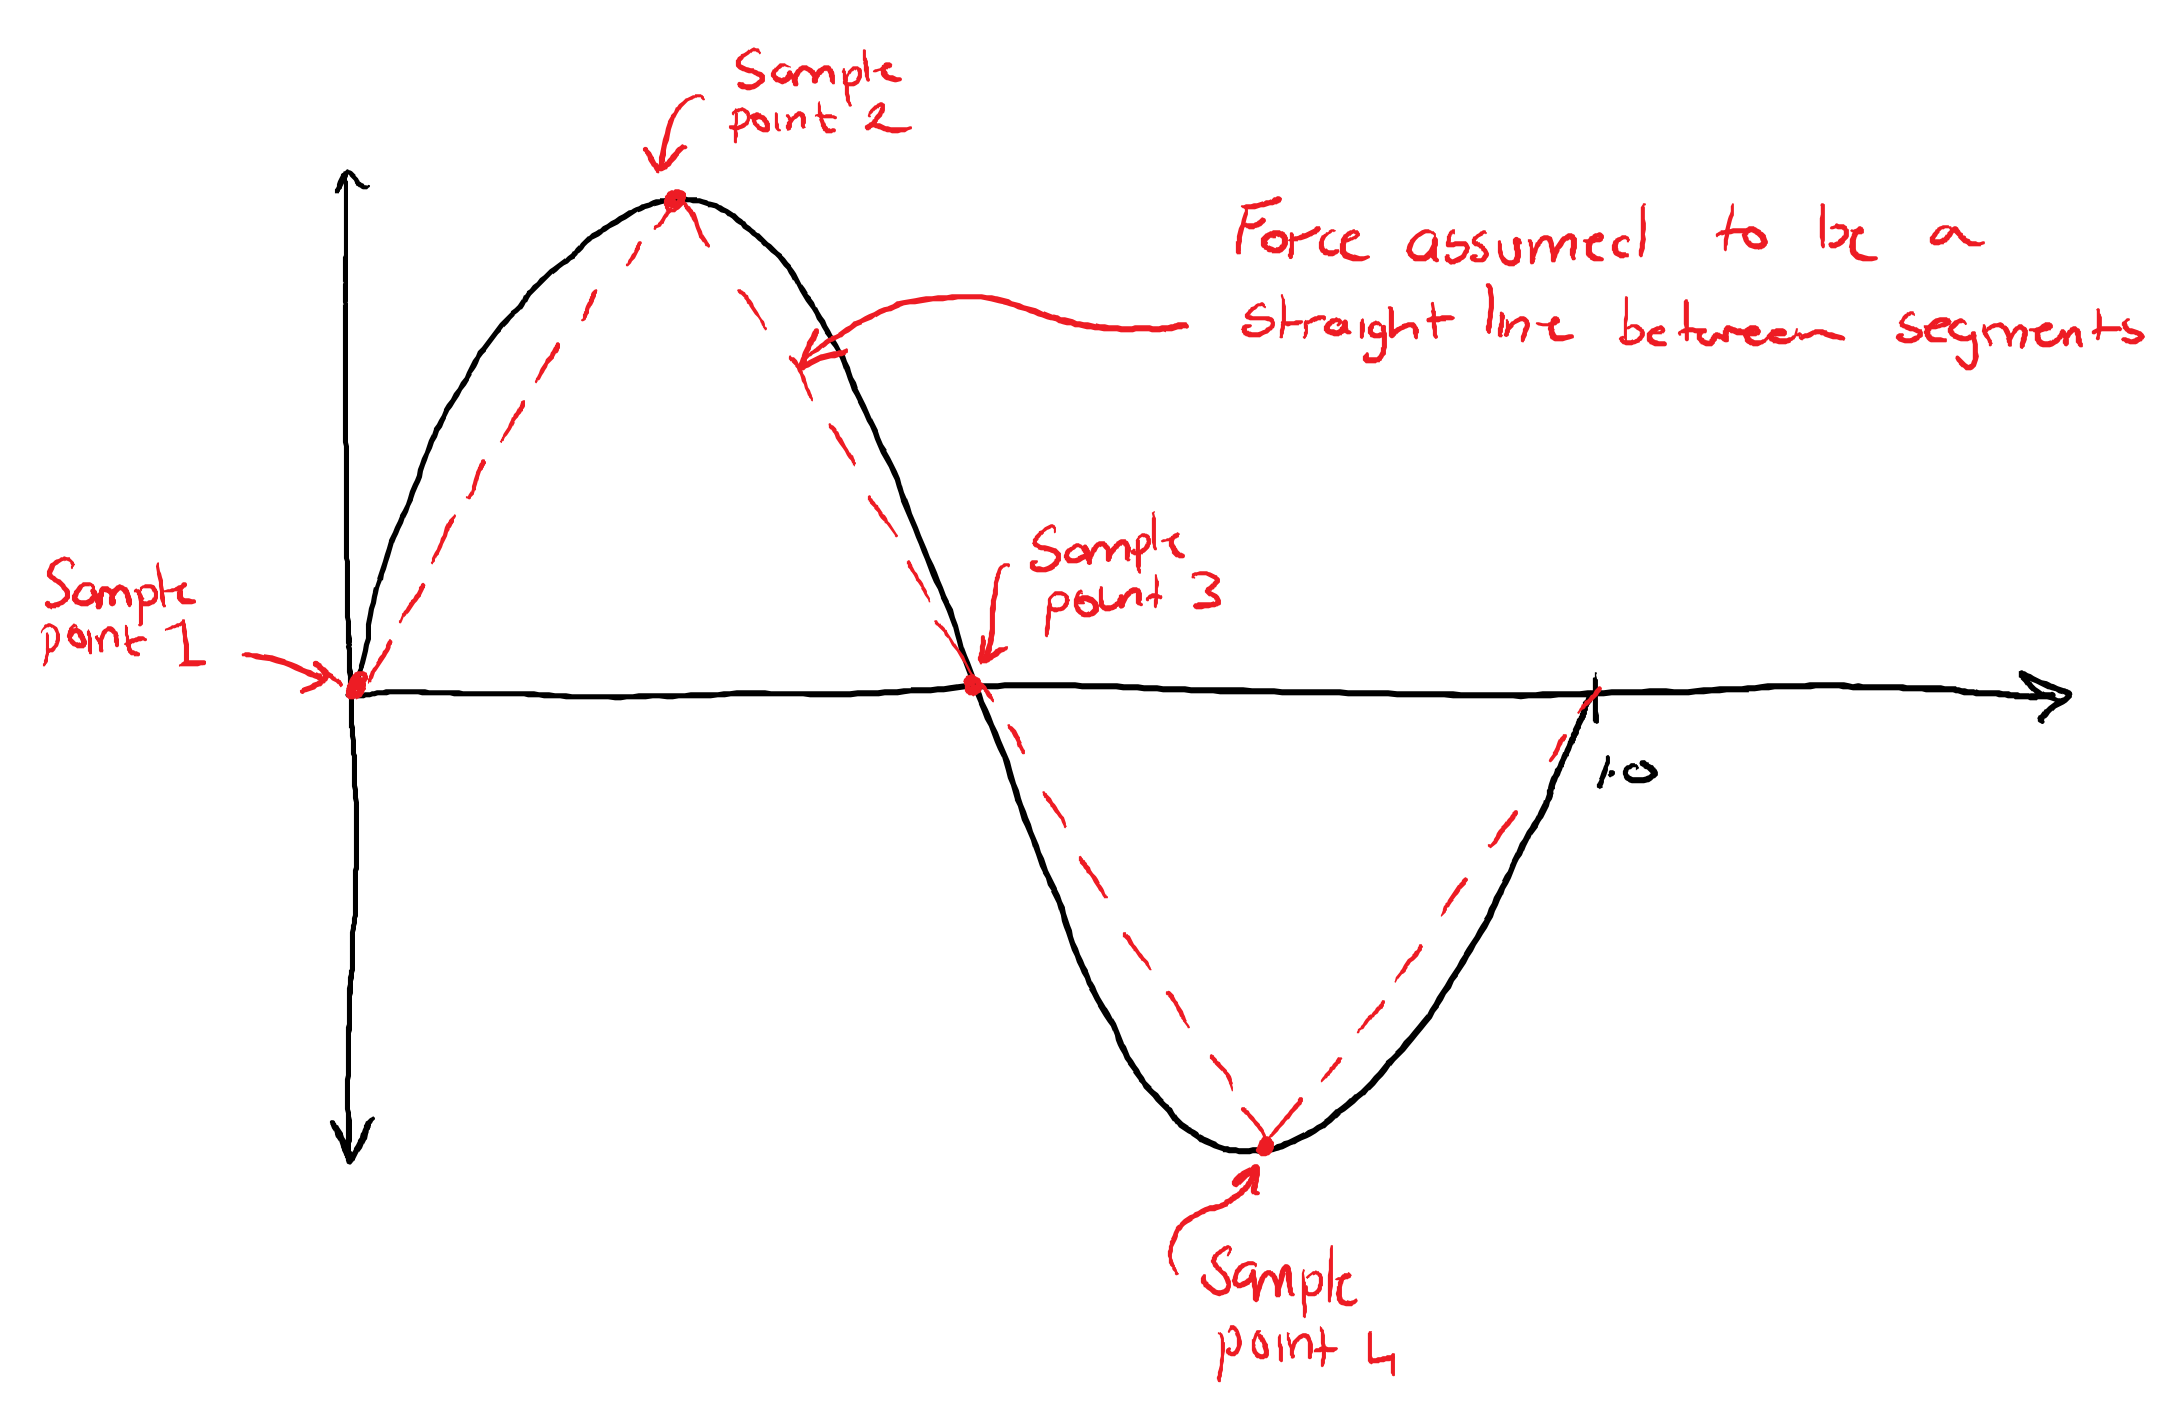 Sample
point 2
Force assumed to be a
straight line between segments
Sample
point 3
Sample
point 1
1.0
Sample
point 4